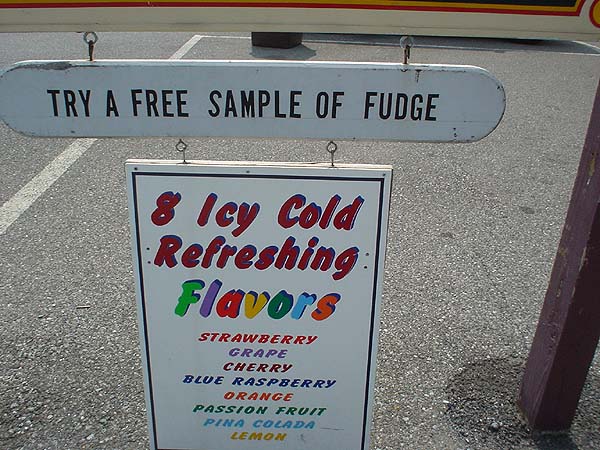 TRY A FREE SAMPLE OF FUDGE
8 Icy Cold
Refreshing
Flavors
STRAWBERRY
GRAPE
CHERRY
BLUE RASPBERRY
ORANGE
PASSION FRUIT
PINA COLADA
LEMON